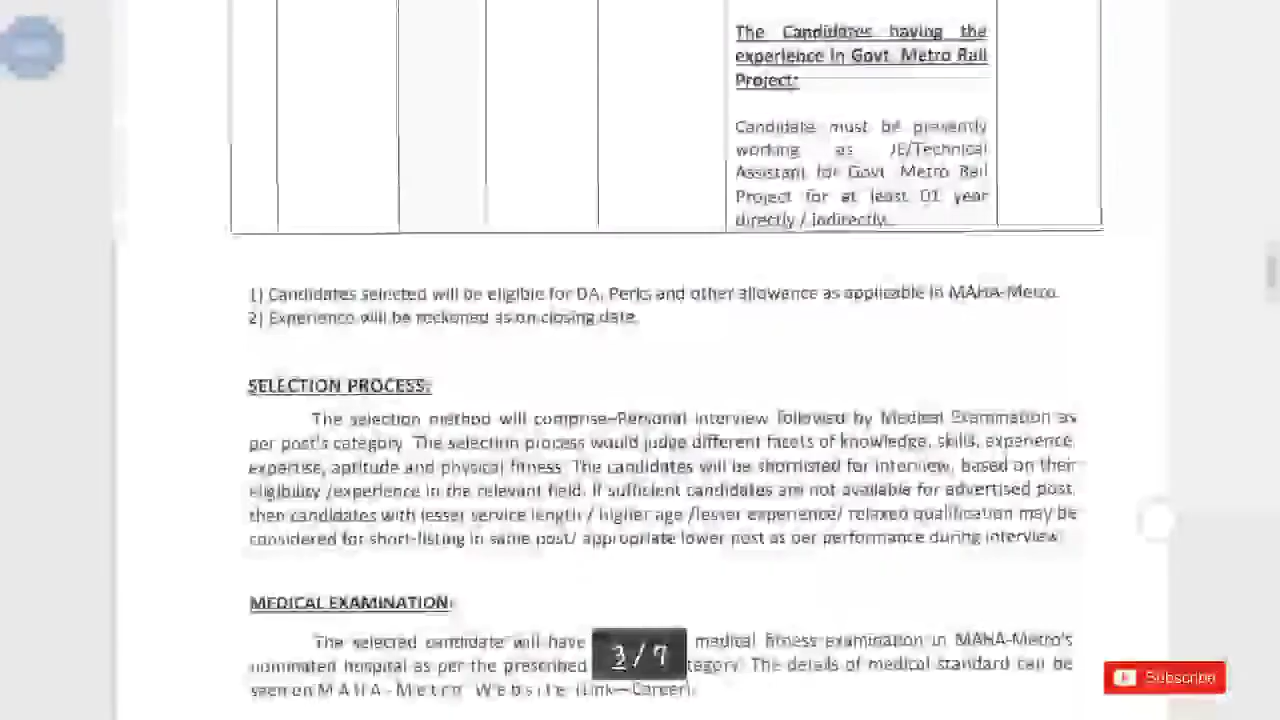 The Candidates having the
experience in Govt. Metro Rail
Project:
Candidate must be presently
working as JE/Technical
Assistant for Govt. Metro Rail
Project for at least 01 year
directly / indirectly.
1) Candidates selected will be eligible for DA, Perks and other allowance as applicable in MAHA-Metro.
2) Experience will be reckoned as on closing date.
SELECTION PROCESS:
The selection method will comprise–Personal interview followed by Medical Examination as
per post's category. The selection process would judge different facets of knowledge, skills, experience,
expertise, aptitude and physical fitness. The candidates will be shortlisted for interview, based on their
eligibility /experience in the relevant field. If sufficient candidates are not available for advertised post,
then candidates with lesser service length / higher age /lesser experience/ relaxed qualification may be
considered for short-listing in same post/ appropriate lower post as per performance during interview.
MEDICAL EXAMINATION:
The selected candidate will have medical fitness examination in MAHA-Metro's
nominated hospital as per the prescribed The details of medical standard can be
seen on MAHA-Metro Website (Link—Career).
3 / 7
Subscribe